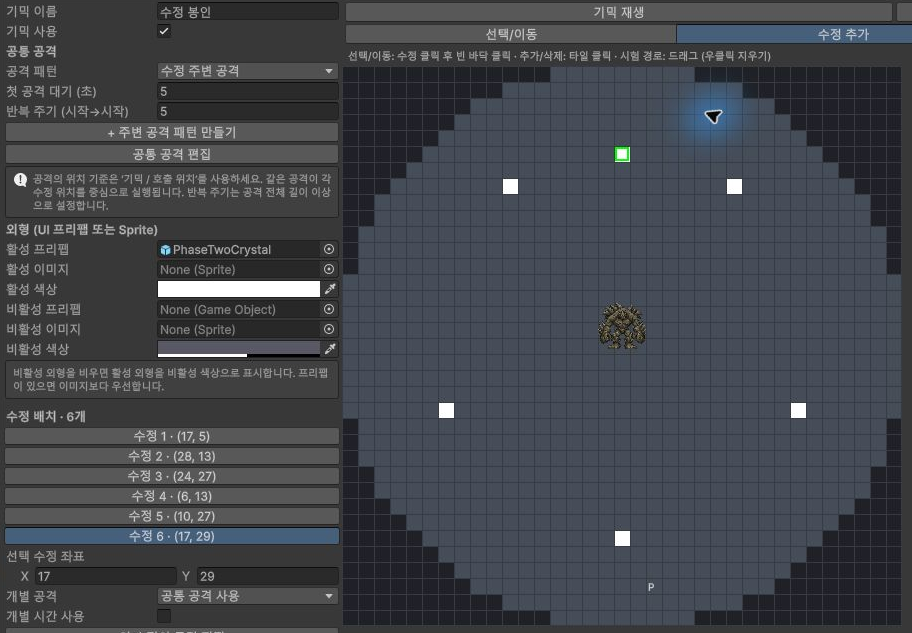 기믹 이름 수정 봉인
기믹 사용
공통 공격
공격 패턴 수정 주변 공격
첫 공격 대기 (초) 5
반복 주기 (시작→시작) 5
+ 주변 공격 패턴 만들기
공통 공격 편집
공격의 위치 기준은 '기믹 / 호출 위치'를 사용하세요. 같은 공격이 각
수정 위치를 중심으로 실행됩니다. 반복 주기는 공격 전체 길이 이상
으로 설정합니다.
외형 (UI 프리팹 또는 Sprite)
활성 프리팹 PhaseTwoCrystal
활성 이미지 None (Sprite)
활성 색상
비활성 프리팹 None (Game Object)
비활성 이미지 None (Sprite)
비활성 색상
비활성 외형을 비우면 활성 외형을 비활성 색상으로 표시합니다. 프리팹
이 있으면 이미지보다 우선합니다.
수정 배치 · 6개
수정 1 · (17, 5)
수정 2 · (28, 13)
수정 3 · (24, 27)
수정 4 · (6, 13)
수정 5 · (10, 27)
수정 6 · (17, 29)
선택 수정 좌표
X 17 Y 29
개별 공격 공통 공격 사용
개별 시간 사용
기믹 재생
선택/이동 수정 추가
선택/이동: 수정 클릭 후 빈 바닥 클릭 · 추가/삭제: 타일 클릭 · 시험 경로: 드래그 (우클릭 지우기)
P